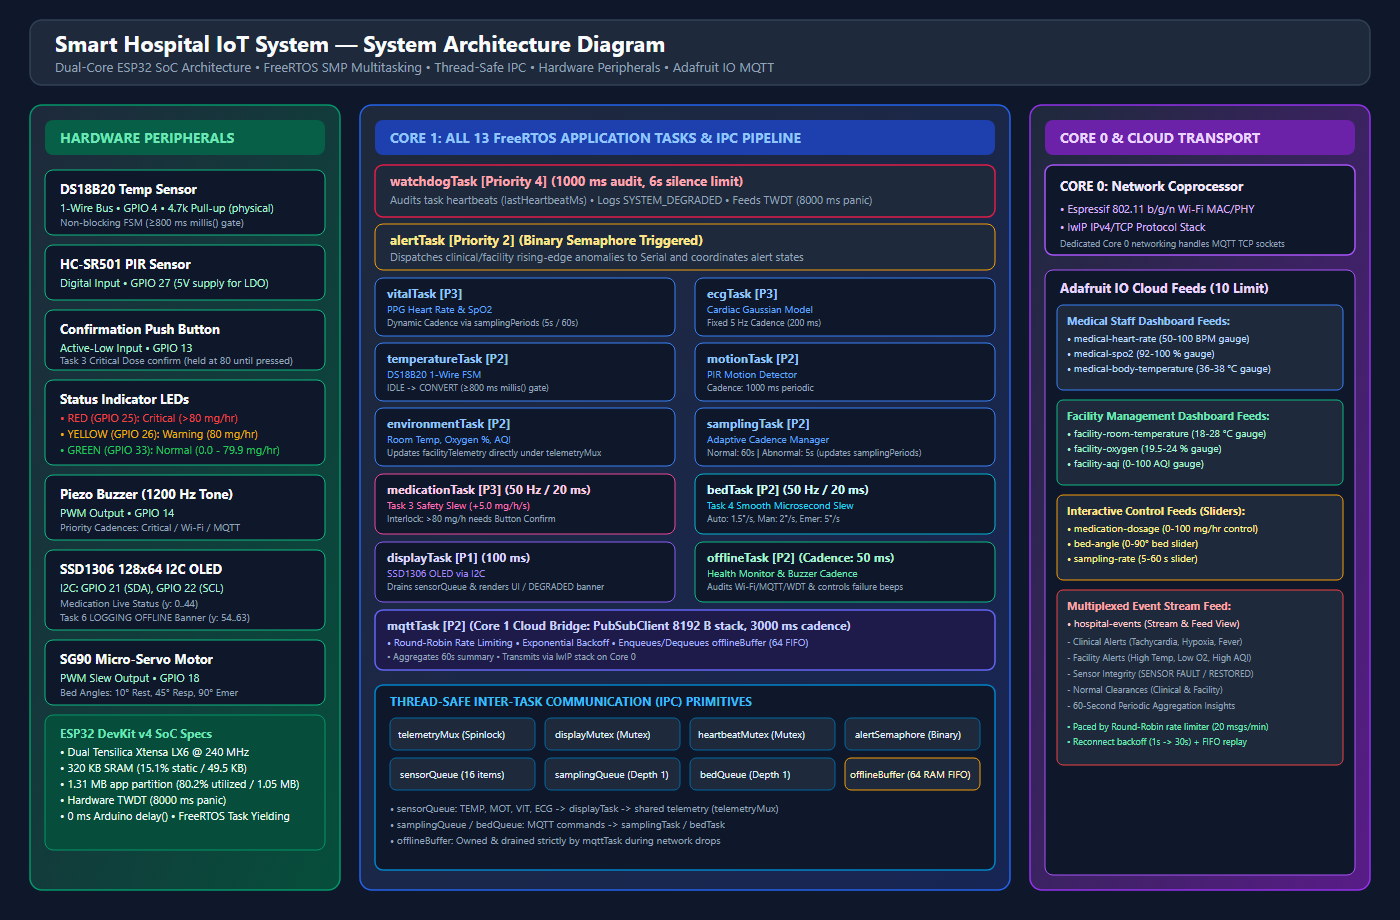 Smart Hospital IoT System — System Architecture Diagram
Dual-Core ESP32 SoC Architecture • FreeRTOS SMP Multitasking • Thread-Safe IPC • Hardware Peripherals • Adafruit IO MQTT
HARDWARE PERIPHERALS
DS18B20 Temp Sensor
1-Wire Bus • GPIO 4 • 4.7k Pull-up (physical)
Non-blocking FSM (≥800 ms millis() gate)
HC-SR501 PIR Sensor
Digital Input • GPIO 27 (5V supply for LDO)
Confirmation Push Button
Active-Low Input • GPIO 13
Task 3 Critical Dose confirm (held at 80 until pressed)
Status Indicator LEDs
• RED (GPIO 25): Critical (>80 mg/hr)
• YELLOW (GPIO 26): Warning (80 mg/hr)
• GREEN (GPIO 33): Normal (0.0 - 79.9 mg/hr)
Piezo Buzzer (1200 Hz Tone)
PWM Output • GPIO 14
Priority Cadences: Critical / Wi-Fi / MQTT
SSD1306 128x64 I2C OLED
I2C: GPIO 21 (SDA), GPIO 22 (SCL)
Medication Live Status (y: 0..44)
Task 6 LOGGING OFFLINE Banner (y: 54..63)
SG90 Micro-Servo Motor
PWM Slew Output • GPIO 18
Bed Angles: 10° Rest, 45° Resp, 90° Emer
ESP32 DevKit v4 SoC Specs
• Dual Tensilica Xtensa LX6 @ 240 MHz
• 320 KB SRAM (15.1% static / 49.5 KB)
• 1.31 MB app partition (80.2% utilized / 1.05 MB)
• Hardware TWDT (8000 ms panic)
• 0 ms Arduino delay() • FreeRTOS Task Yielding
CORE 1: ALL 13 FreeRTOS APPLICATION TASKS & IPC PIPELINE
watchdogTask [Priority 4] (1000 ms audit, 6s silence limit)
Audits task heartbeats (lastHeartbeatMs) • Logs SYSTEM_DEGRADED • Feeds TWDT (8000 ms panic)
alertTask [Priority 2] (Binary Semaphore Triggered)
Dispatches clinical/facility rising-edge anomalies to Serial and coordinates alert states
vitalTask [P3]
PPG Heart Rate & SpO2
Dynamic Cadence via samplingPeriods (5s / 60s)
ecgTask [P3]
Cardiac Gaussian Model
Fixed 5 Hz Cadence (200 ms)
temperatureTask [P2]
DS18B20 1-Wire FSM
IDLE -> CONVERT (≥800 ms millis() gate)
motionTask [P2]
PIR Motion Detector
Cadence: 1000 ms periodic
environmentTask [P2]
Room Temp, Oxygen %, AQI
Updates facilityTelemetry directly under telemetryMux
samplingTask [P2]
Adaptive Cadence Manager
Normal: 60s | Abnormal: 5s (updates samplingPeriods)
medicationTask [P3] (50 Hz / 20 ms)
Task 3 Safety Slew (+5.0 mg/h/s)
Interlock: >80 mg/h needs Button Confirm
bedTask [P2] (50 Hz / 20 ms)
Task 4 Smooth Microsecond Slew
Auto: 1.5°/s, Man: 2°/s, Emer: 5°/s
displayTask [P1] (100 ms)
SSD1306 OLED via I2C
Drains sensorQueue & renders UI / DEGRADED banner
offlineTask [P2] (Cadence: 50 ms)
Health Monitor & Buzzer Cadence
Audits Wi-Fi/MQTT/WDT & controls failure beeps
mqttTask [P2] (Core 1 Cloud Bridge: PubSubClient 8192 B stack, 3000 ms cadence)
• Round-Robin Rate Limiting • Exponential Backoff • Enqueues/Dequeues offlineBuffer (64 FIFO)
• Aggregates 60s summary • Transmits via lwIP stack on Core 0
THREAD-SAFE INTER-TASK COMMUNICATION (IPC) PRIMITIVES
telemetryMux (Spinlock)
displayMutex (Mutex)
heartbeatMutex (Mutex)
alertSemaphore (Binary)
sensorQueue (16 items)
samplingQueue (Depth 1)
bedQueue (Depth 1)
offlineBuffer (64 RAM FIFO)
• sensorQueue: TEMP, MOT, VIT, ECG -> displayTask -> shared telemetry (telemetryMux)
• samplingQueue / bedQueue: MQTT commands -> samplingTask / bedTask
• offlineBuffer: Owned & drained strictly by mqttTask during network drops
CORE 0 & CLOUD TRANSPORT
CORE 0: Network Coprocessor
• Espressif 802.11 b/g/n Wi-Fi MAC/PHY
• lwIP IPv4/TCP Protocol Stack
Dedicated Core 0 networking handles MQTT TCP sockets
Adafruit IO Cloud Feeds (10 Limit)
Medical Staff Dashboard Feeds:
• medical-heart-rate (50-100 BPM gauge)
• medical-spo2 (92-100 % gauge)
• medical-body-temperature (36-38 °C gauge)
Facility Management Dashboard Feeds:
• facility-room-temperature (18-28 °C gauge)
• facility-oxygen (19.5-24 % gauge)
• facility-aqi (0-100 AQI gauge)
Interactive Control Feeds (Sliders):
• medication-dosage (0-100 mg/hr control)
• bed-angle (0-90° bed slider)
• sampling-rate (5-60 s slider)
Multiplexed Event Stream Feed:
• hospital-events (Stream & Feed View)
- Clinical Alerts (Tachycardia, Hypoxia, Fever)
- Facility Alerts (High Temp, Low O2, High AQI)
- Sensor Integrity (SENSOR FAULT / RESTORED)
- Normal Clearances (Clinical & Facility)
- 60-Second Periodic Aggregation Insights
• Paced by Round-Robin rate limiter (20 msgs/min)
• Reconnect backoff (1s -> 30s) + FIFO replay